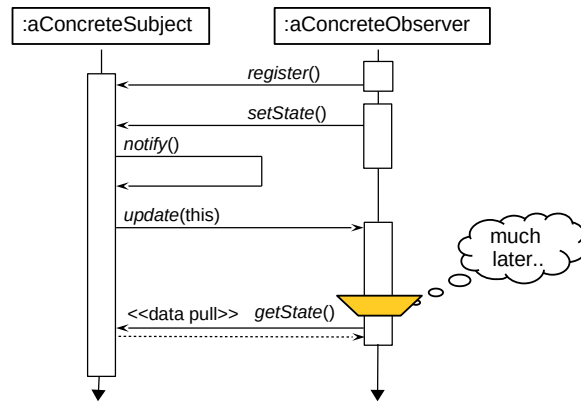 :aConcreteSubject
:aConcreteObserver
register()
setState()
notify()
update(this)
much
later..
<<data pull>> getState()